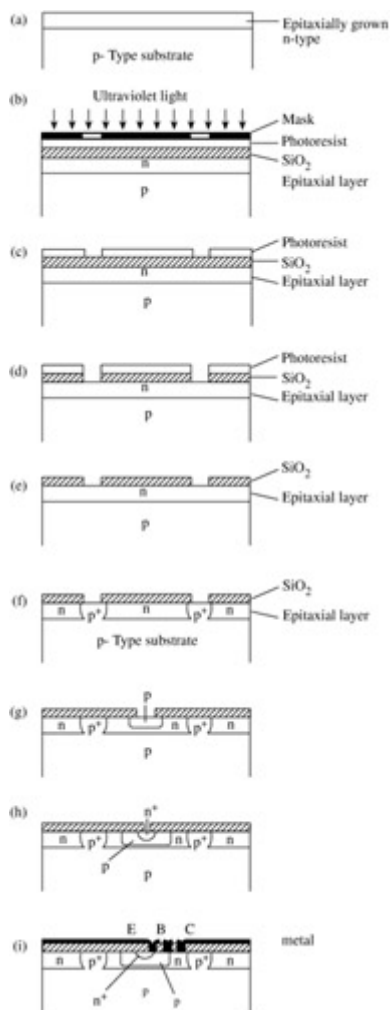 (a)
Epitaxially grown
n-type
p- Type substrate
(b)
Ultraviolet light
Mask
Photoresist
SiO2
n
Epitaxial layer
p
(c)
Photoresist
SiO2
n
Epitaxial layer
p
(d)
Photoresist
SiO2
n
Epitaxial layer
p
(e)
SiO2
n
Epitaxial layer
p
(f)
SiO2
n p+ n p+ n
Epitaxial layer
p- Type substrate
(g)
p
n p+ n p+ n
p
(h)
n+
n p+ n p+ n
p
p
(i)
E B C
metal
n p+ n p+ n
n+ p p